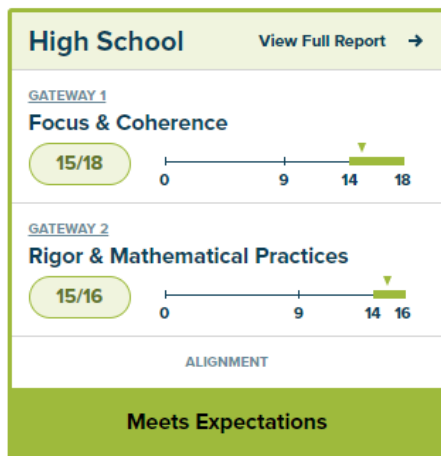 High School View Full Report →
GATEWAY 1
Focus & Coherence
15/18
0 9 14 18
GATEWAY 2
Rigor & Mathematical Practices
15/16
0 9 14 16
ALIGNMENT
Meets Expectations